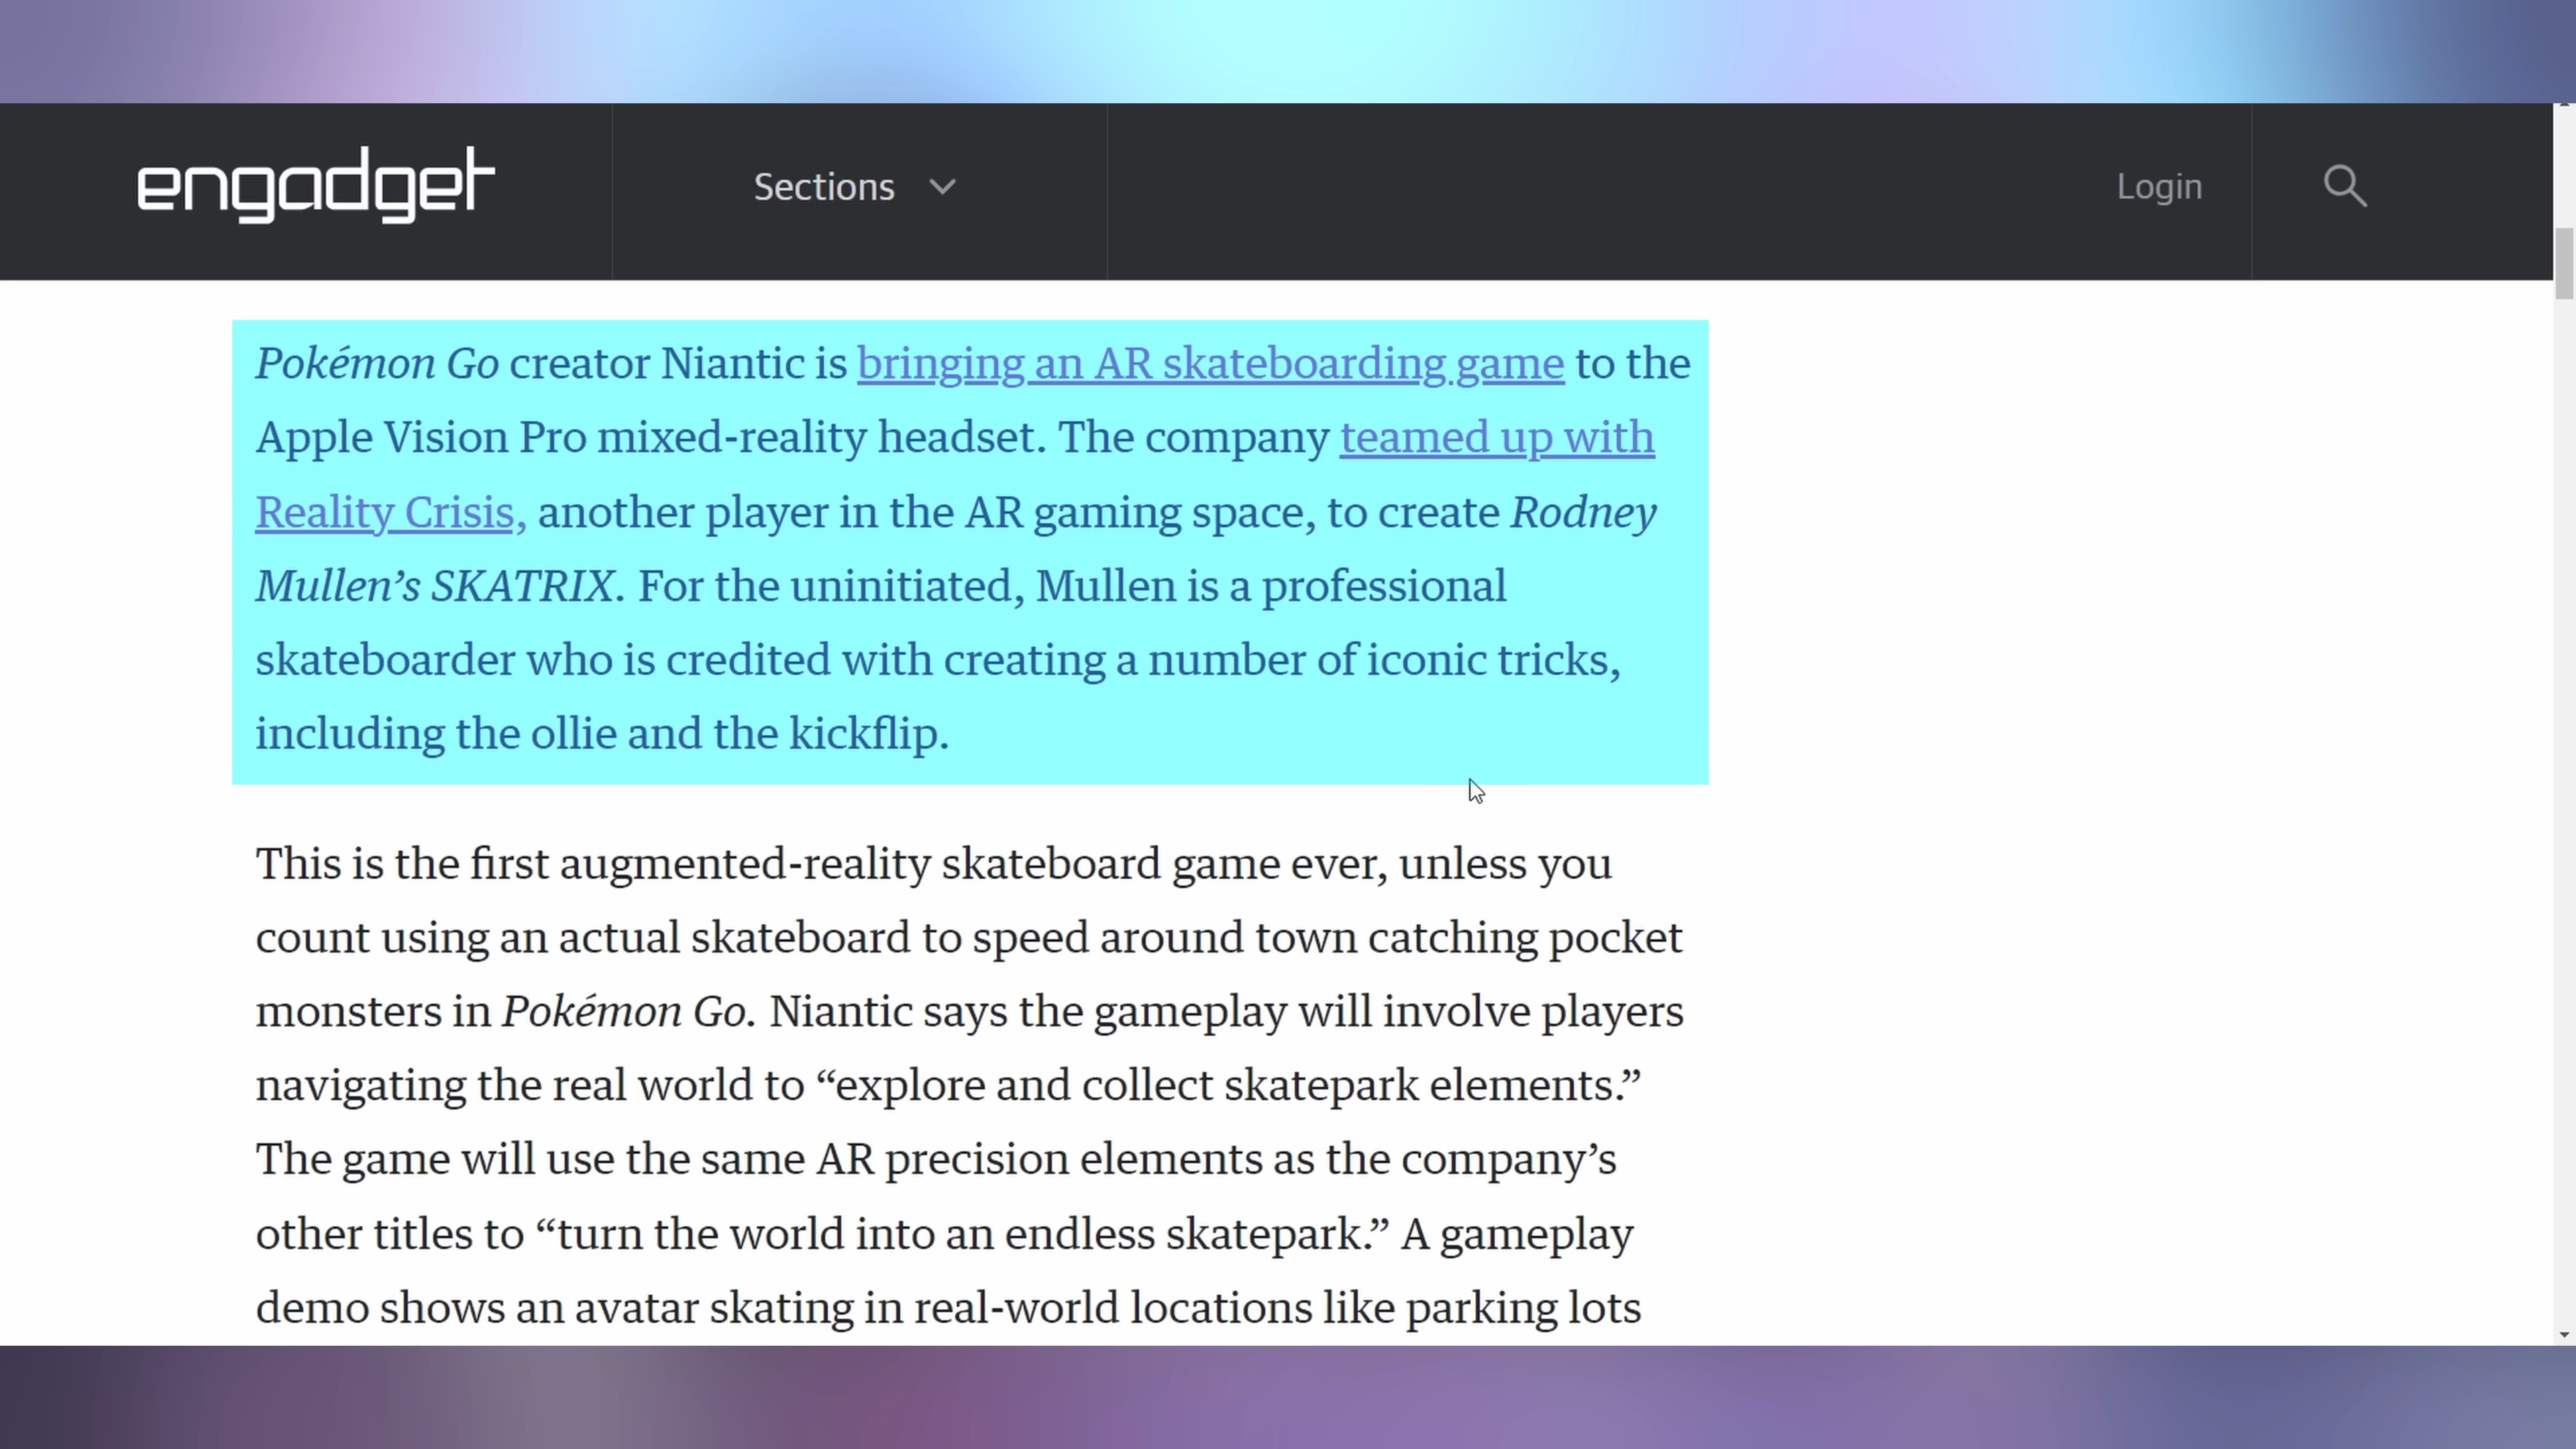 engadget
Sections
Login
Pokémon Go creator Niantic is bringing an AR skateboarding game to the
Apple Vision Pro mixed-reality headset. The company teamed up with
Reality Crisis, another player in the AR gaming space, to create Rodney
Mullen’s SKATRIX. For the uninitiated, Mullen is a professional
skateboarder who is credited with creating a number of iconic tricks,
including the ollie and the kickflip.
This is the first augmented-reality skateboard game ever, unless you
count using an actual skateboard to speed around town catching pocket
monsters in Pokémon Go. Niantic says the gameplay will involve players
navigating the real world to “explore and collect skatepark elements.”
The game will use the same AR precision elements as the company’s
other titles to “turn the world into an endless skatepark.” A gameplay
demo shows an avatar skating in real-world locations like parking lots